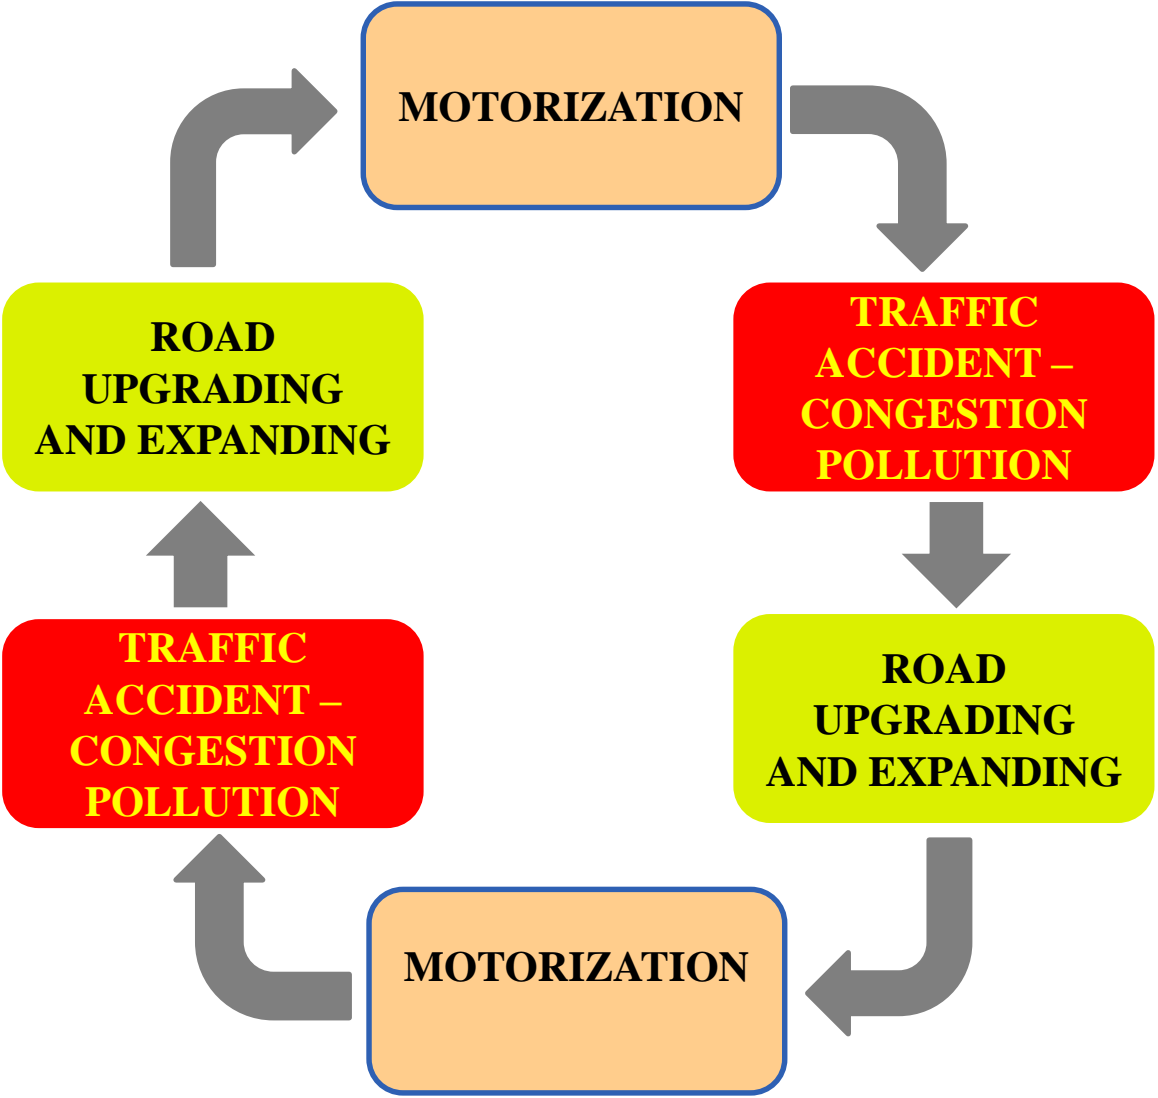 MOTORIZATION
TRAFFIC
ACCIDENT –
CONGESTION
POLLUTION
ROAD
UPGRADING
AND EXPANDING
MOTORIZATION
TRAFFIC
ACCIDENT –
CONGESTION
POLLUTION
ROAD
UPGRADING
AND EXPANDING